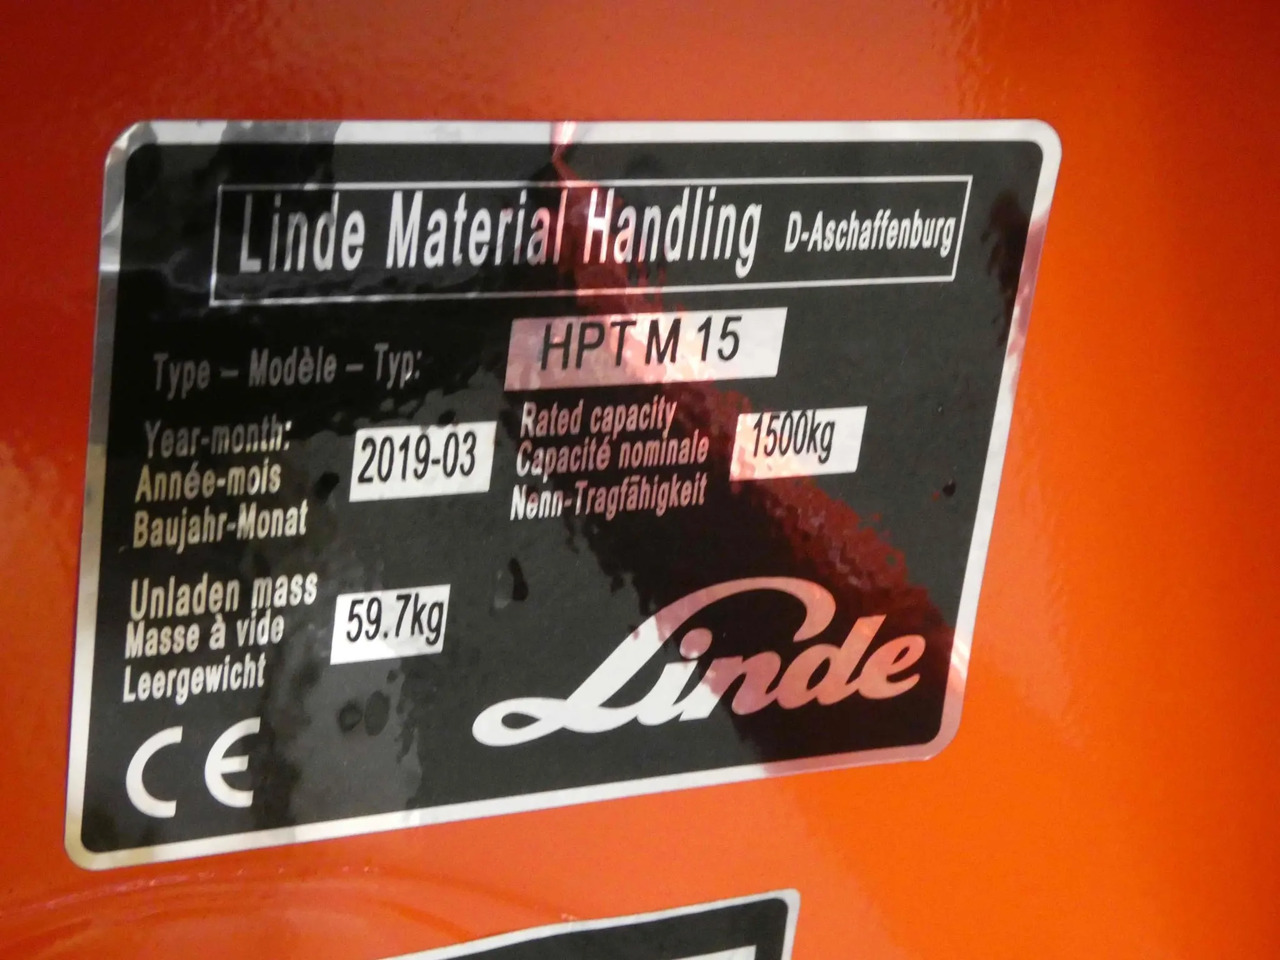 Linde Material Handling D-Aschaffenburg
Type – Modèle – Typ: HPT M 15
Year-month:
Année-mois
Baujahr-Monat
2019-03
Rated capacity
Capacité nominale
Nenn-Tragfähigkeit
1500kg
Unladen mass
Masse à vide
Leergewicht
59.7kg
CE
Linde